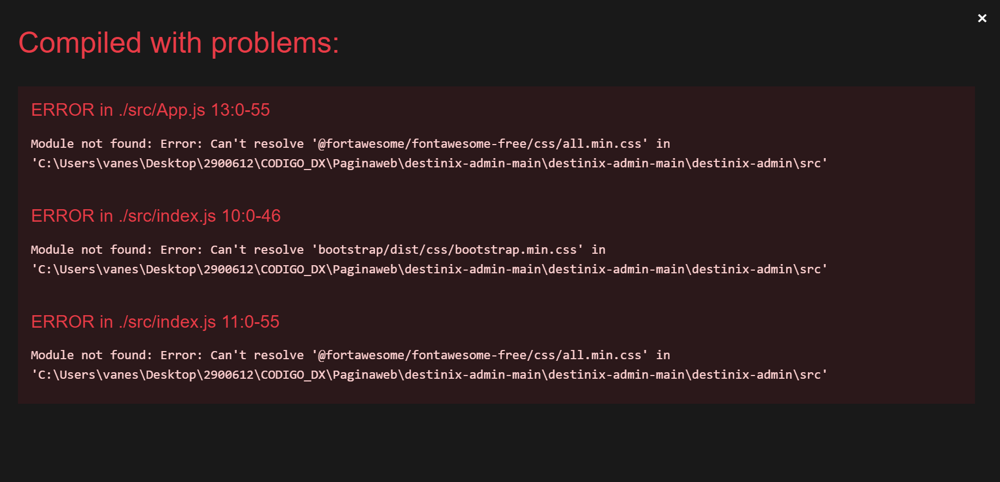 ×
Compiled with problems:
ERROR in ./src/App.js 13:0-55
Module not found: Error: Can't resolve '@fortawesome/fontawesome-free/css/all.min.css' in
'C:\Users\vanes\Desktop\2900612\CODIGO_DX\Paginaweb\destinix-admin-main\destinix-admin-main\destinix-admin\src'
ERROR in ./src/index.js 10:0-46
Module not found: Error: Can't resolve 'bootstrap/dist/css/bootstrap.min.css' in
'C:\Users\vanes\Desktop\2900612\CODIGO_DX\Paginaweb\destinix-admin-main\destinix-admin-main\destinix-admin\src'
ERROR in ./src/index.js 11:0-55
Module not found: Error: Can't resolve '@fortawesome/fontawesome-free/css/all.min.css' in
'C:\Users\vanes\Desktop\2900612\CODIGO_DX\Paginaweb\destinix-admin-main\destinix-admin-main\destinix-admin\src'